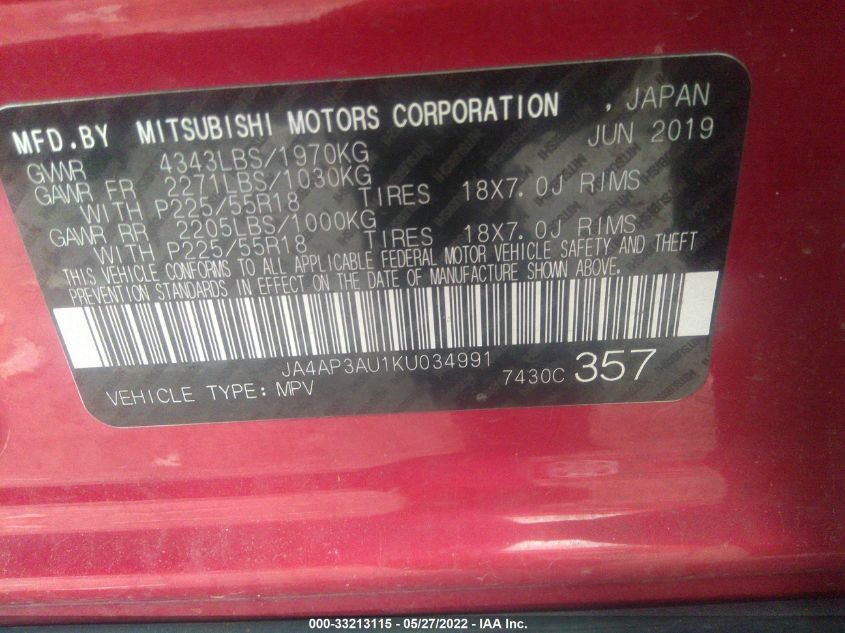 MFD.BY MITSUBISHI MOTORS CORPORATION , JAPAN
JUN 2019
GVWR 4343LBS/1970KG
GAWR FR 2271LBS/1030KG
WITH P225/55R18 TIRES 18X7.0J RIMS
GAWR RR 2205LBS/1000KG
WITH P225/55R18 TIRES 18X7.0J RIMS
THIS VEHICLE CONFORMS TO ALL APPLICABLE FEDERAL MOTOR VEHICLE SAFETY AND THEFT
PREVENTION STANDARDS IN EFFECT ON THE DATE OF MANUFACTURE SHOWN ABOVE.
JA4AP3AU1KU034991
VEHICLE TYPE: MPV 7430C 357
000-33213115 - 05/27/2022 - IAA Inc.